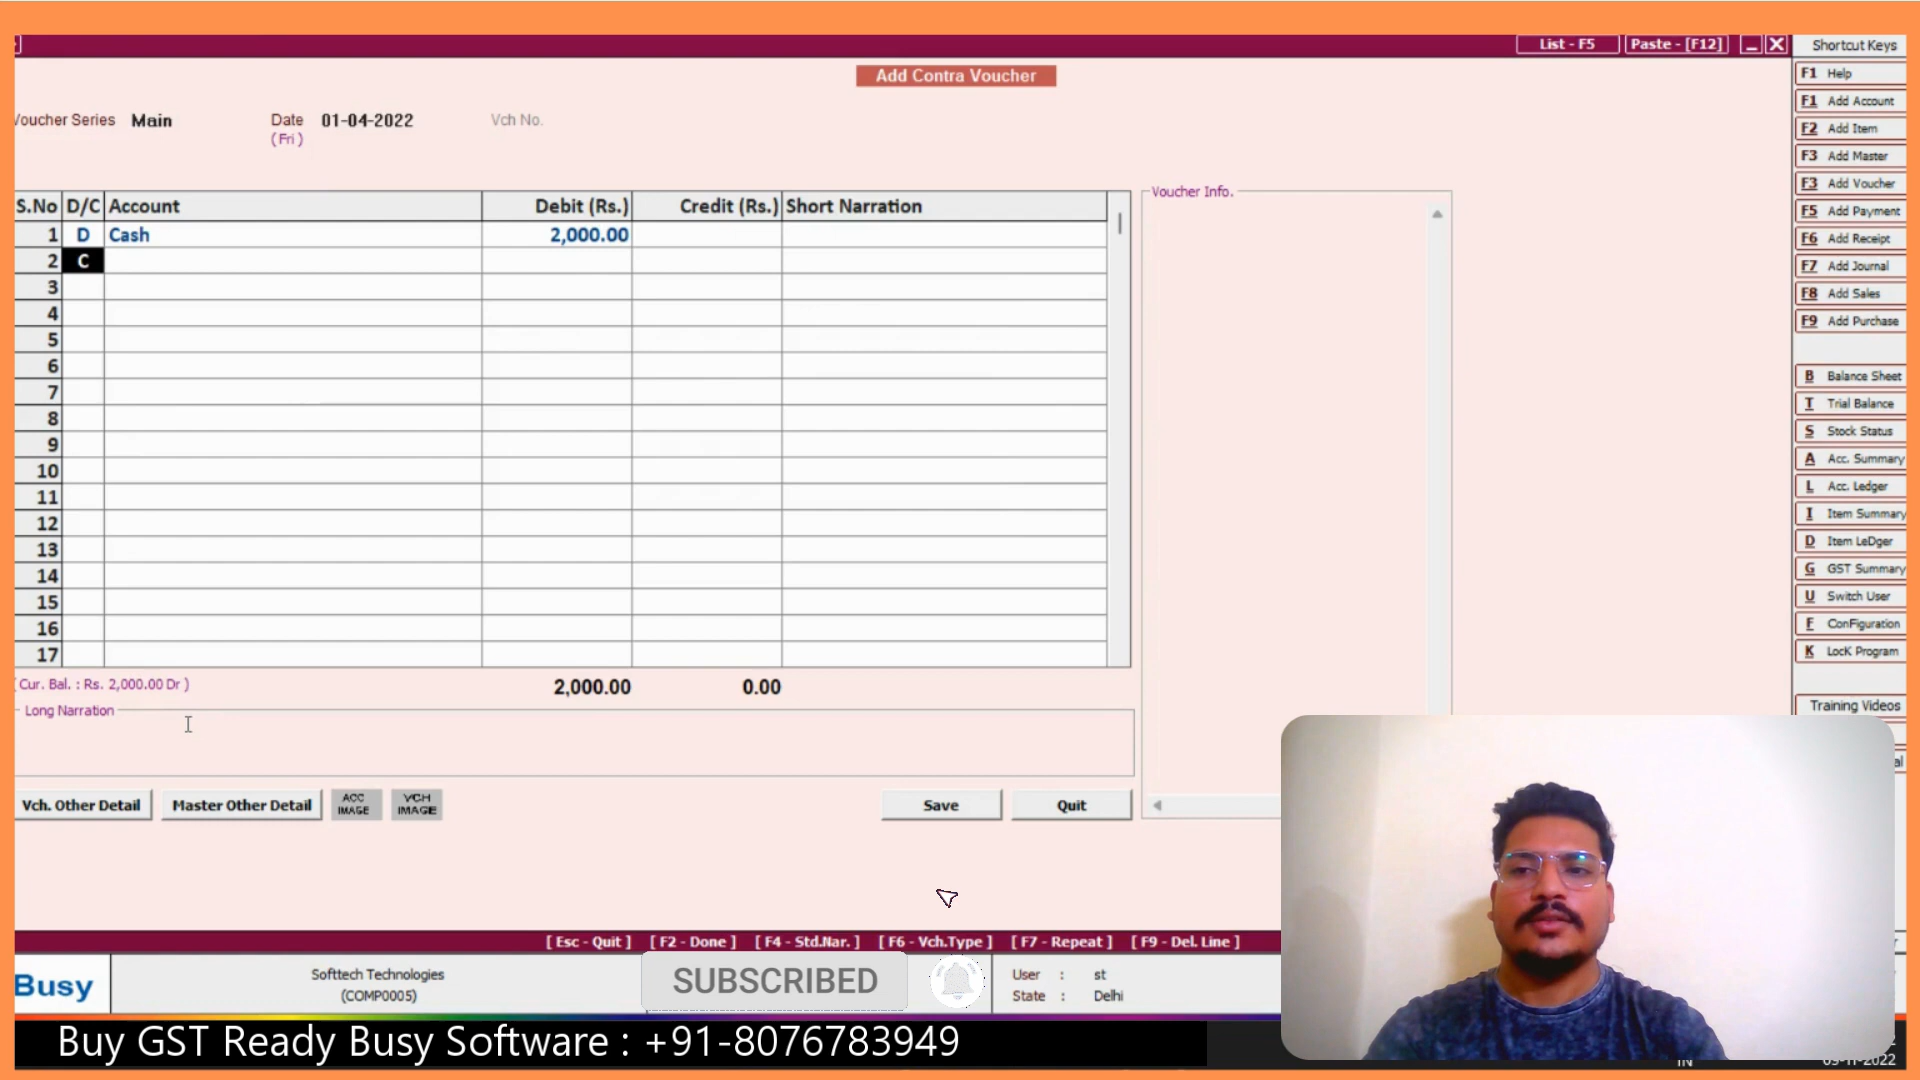 List - F5 Paste - [F12] Shortcut Keys
Add Contra Voucher
F1 Help
Voucher Series Main Date 01-04-2022 Vch No.
(Fri)
F1 Add Account
F2 Add Item
F3 Add Master
F3 Add Voucher
F5 Add Payment
F6 Add Receipt
F7 Add Journal
F8 Add Sales
F9 Add Purchase
B Balance Sheet
T Trial Balance
S Stock Status
A Acc. Summary
L Acc. Ledger
I Item Summary
D Item LeDger
G GST Summary
U Switch User
F ConFiguration
K LocK Program
Training Videos
S.No D/C Account Debit (Rs.) Credit (Rs.) Short Narration
Voucher Info.
1 D Cash 2,000.00
2 C
3
4
5
6
7
8
9
10
11
12
13
14
15
16
17
Cur. Bal. : Rs. 2,000.00 Dr ) 2,000.00 0.00
Long Narration
Vch. Other Detail Master Other Detail ACC IMAGE VCH IMAGE Save Quit
[ Esc - Quit ] [ F2 - Done ] [ F4 - Std.Nar. ] [ F6 - Vch.Type ] [ F7 - Repeat ] [ F9 - Del. Line ]
Busy Softtech Technologies
(COMP0005)
SUBSCRIBED
User : st
State : Delhi
Buy GST Ready Busy Software : +91-8076783949